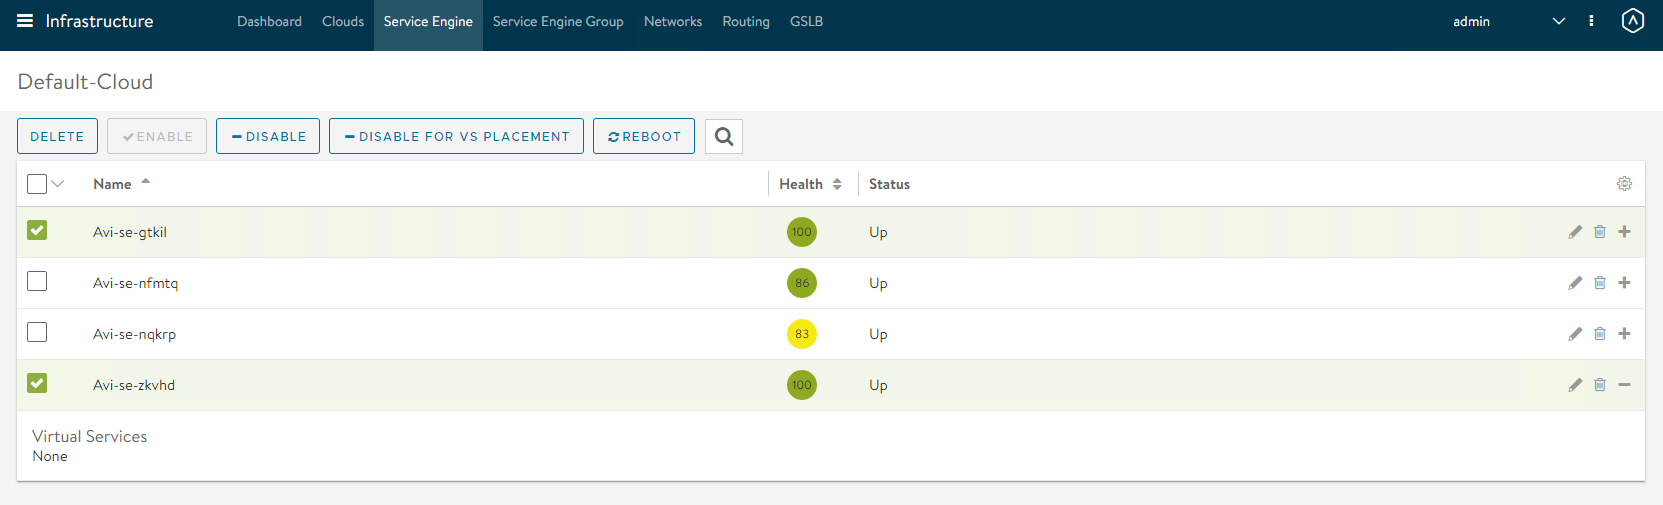 Infrastructure Dashboard Clouds Service Engine Service Engine Group Networks Routing GSLB admin
Default-Cloud
DELETE ENABLE DISABLE DISABLE FOR VS PLACEMENT REBOOT
Name Health Status
Avi-se-gtkil 100 Up
Avi-se-nfmtq 86 Up
Avi-se-nqkrp 83 Up
Avi-se-zkvhd 100 Up
Virtual Services
None